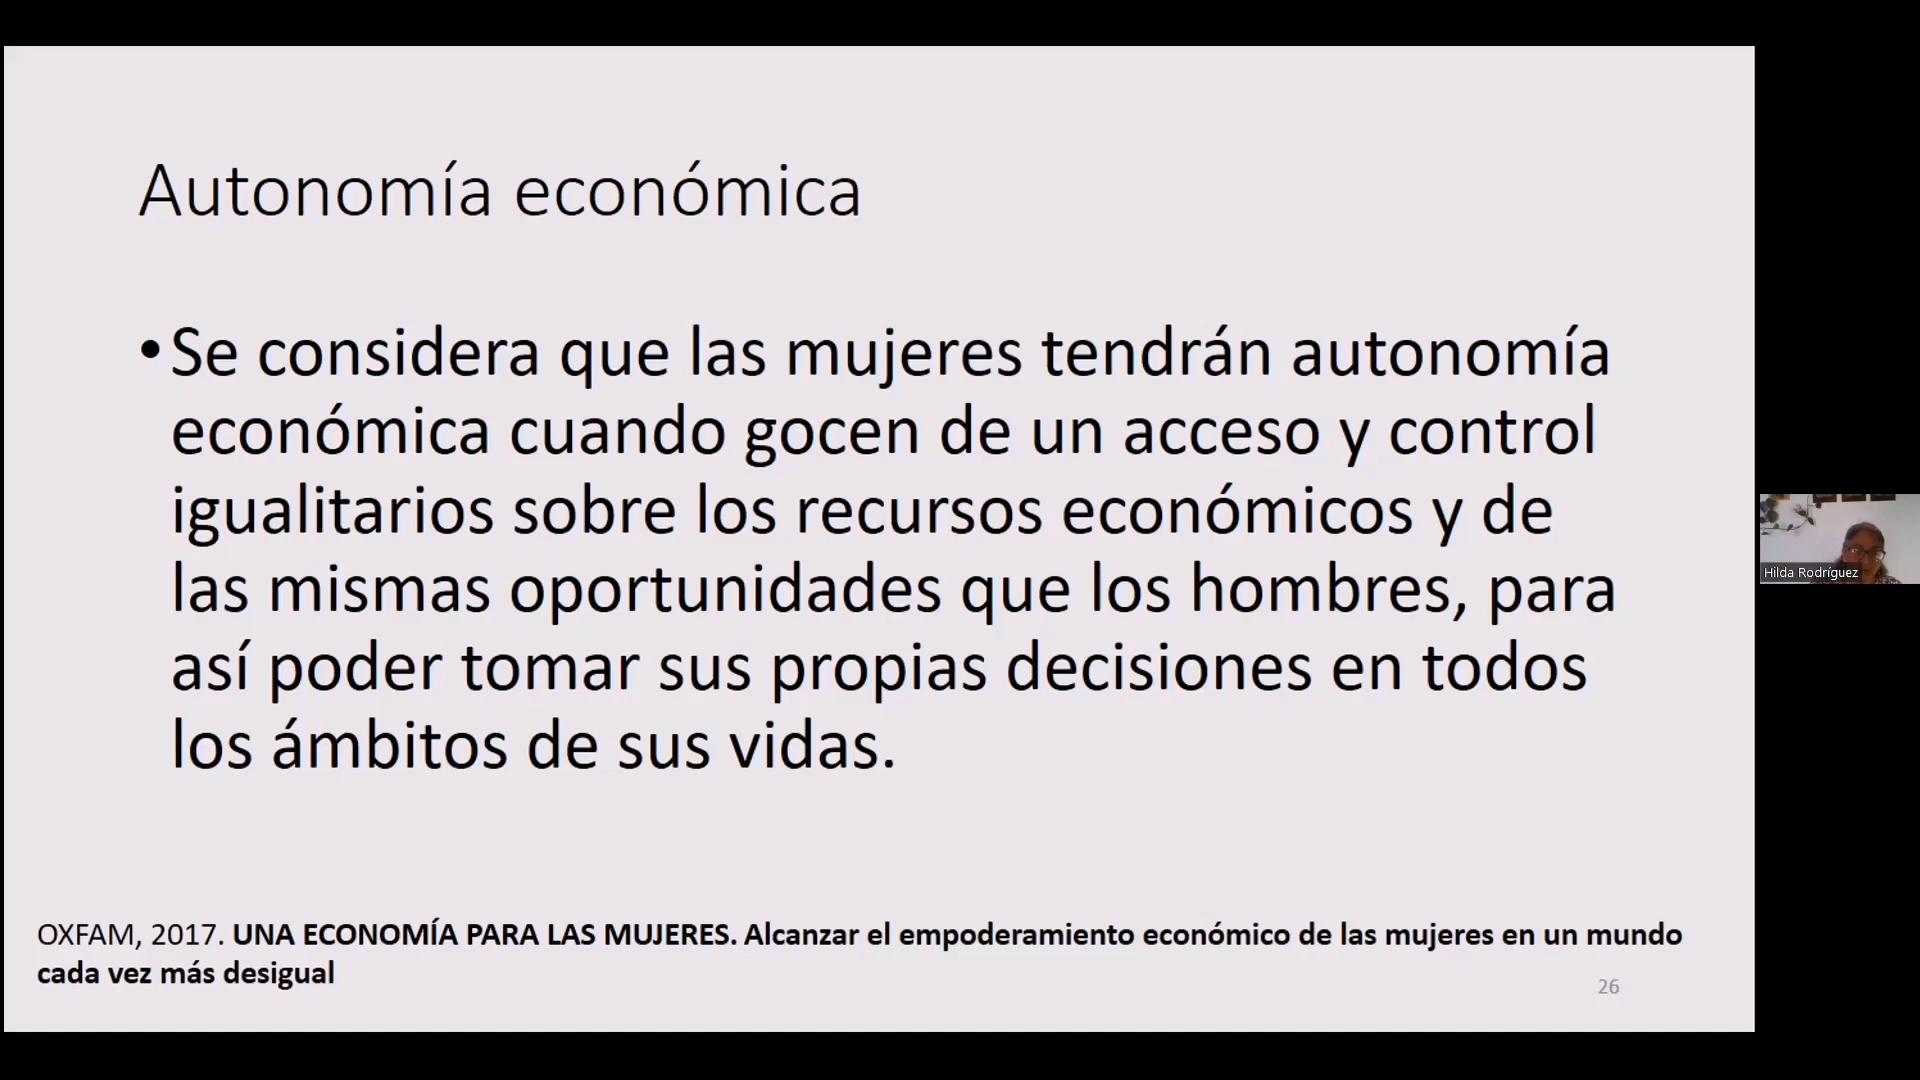 Autonomía económica
• Se considera que las mujeres tendrán autonomía
económica cuando gocen de un acceso y control
igualitarios sobre los recursos económicos y de
las mismas oportunidades que los hombres, para
así poder tomar sus propias decisiones en todos
los ámbitos de sus vidas.
OXFAM, 2017. UNA ECONOMÍA PARA LAS MUJERES. Alcanzar el empoderamiento económico de las mujeres en un mundo
cada vez más desigual
26
Hilda Rodríguez